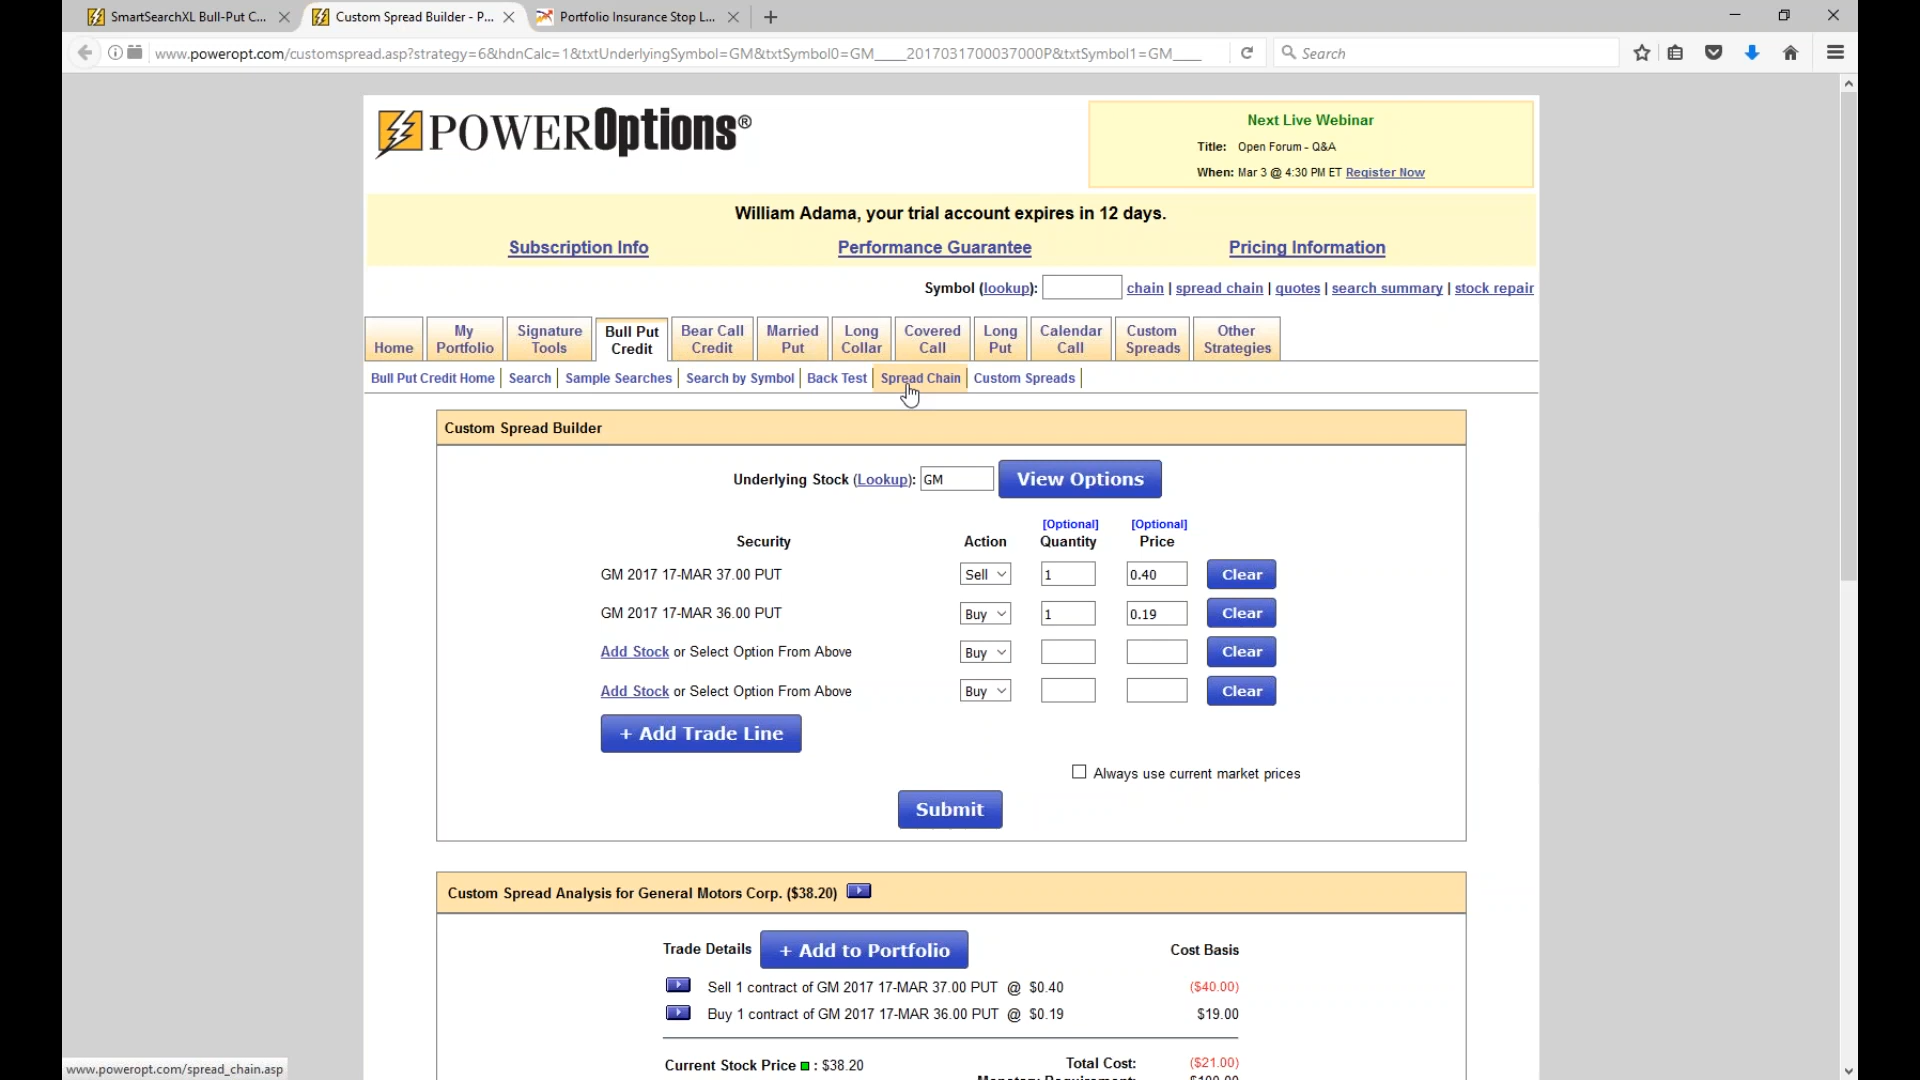 SmartSearchXL Bull-Put C...
Custom Spread Builder - P...
Portfolio Insurance Stop L...
www.poweropt.com/customspread.asp?strategy=6&hdnCalc=1&txtUnderlyingSymbol=GM&txtSymbol0=GM____2017031700037000P&txtSymbol1=GM____
Search
POWEROptions®
Next Live Webinar
Title: Open Forum - Q&A
When: Mar 3 @ 4:30 PM ET Register Now
William Adama, your trial account expires in 12 days.
Subscription Info Performance Guarantee Pricing Information
Symbol (lookup): chain | spread chain | quotes | search summary | stock repair
Home
My Portfolio
Signature Tools
Bull Put Credit
Bear Call Credit
Married Put
Long Collar
Covered Call
Long Put
Calendar Call
Custom Spreads
Other Strategies
Bull Put Credit Home Search Sample Searches Search by Symbol Back Test Spread Chain Custom Spreads
Custom Spread Builder
Underlying Stock (Lookup): GM View Options
[Optional] [Optional]
Security Action Quantity Price
GM 2017 17-MAR 37.00 PUT Sell 1 0.40 Clear
GM 2017 17-MAR 36.00 PUT Buy 1 0.19 Clear
Add Stock or Select Option From Above Buy Clear
Add Stock or Select Option From Above Buy Clear
+ Add Trade Line
Always use current market prices
Submit
Custom Spread Analysis for General Motors Corp. ($38.20)
Trade Details + Add to Portfolio Cost Basis
Sell 1 contract of GM 2017 17-MAR 37.00 PUT @ $0.40 ($40.00)
Buy 1 contract of GM 2017 17-MAR 36.00 PUT @ $0.19 $19.00
Current Stock Price : $38.20 Total Cost: ($21.00)
Monetary Requirement: $100.00
www.poweropt.com/spread_chain.asp